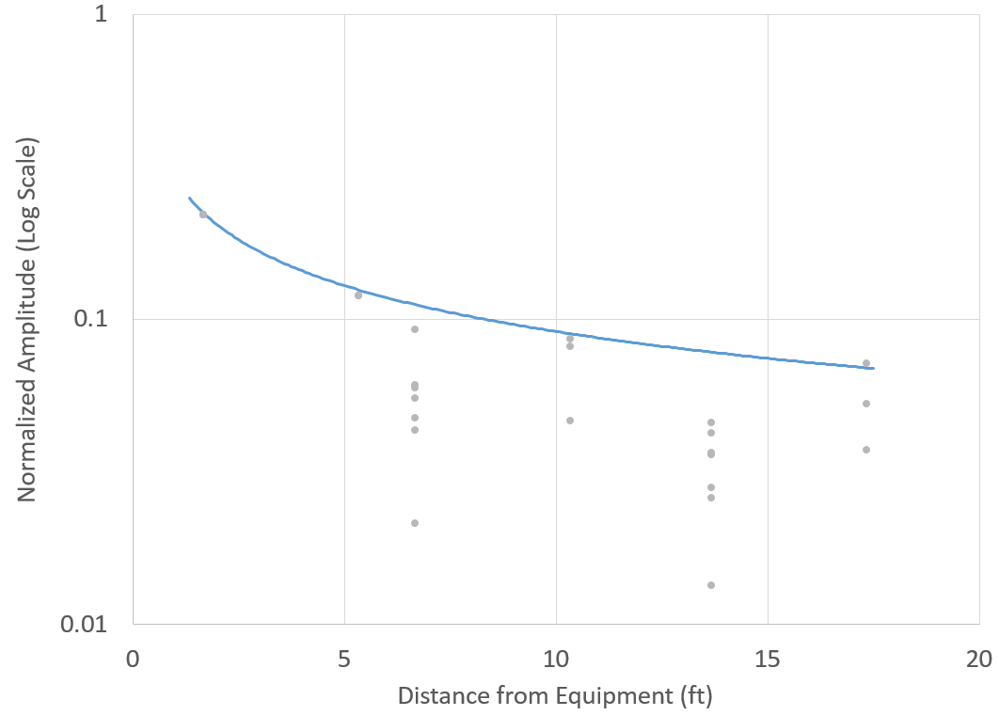 1
0.1
0.01
Normalized Amplitude (Log Scale)
0 5 10 15 20
Distance from Equipment (ft)